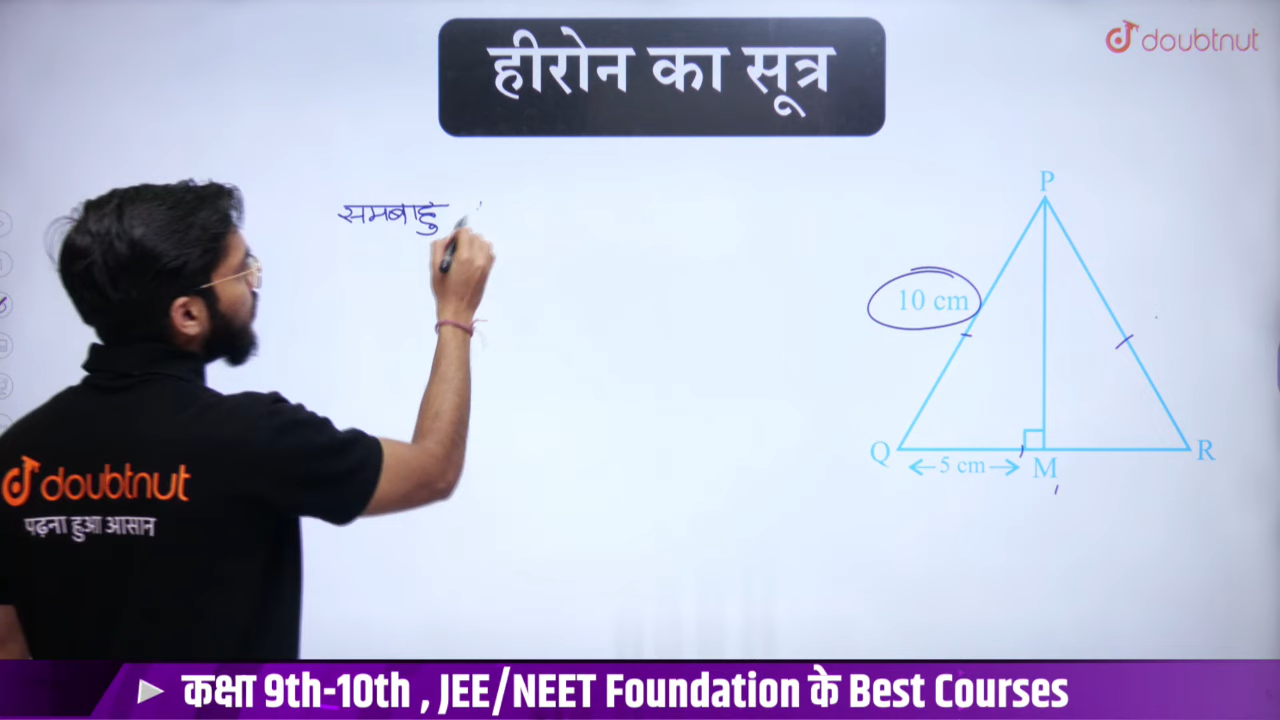 हीरोन का सूत्र
doubtnut
समबाहु
P
10 cm
Q
5 cm
M
R
doubtnut
पढ़ना हुआ आसान
कक्षा 9th-10th , JEE/NEET Foundation के Best Courses